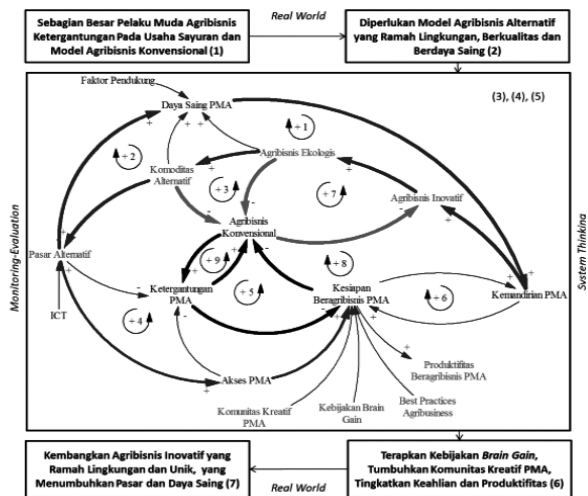 Sebagian Besar Pelaku Muda Agribisnis
Ketergantungan Pada Usaha Sayuran dan
Model Agribisnis Konvensional (1)
Real World
Diperlukan Model Agribisnis Alternatif
yang Ramah Lingkungan, Berkualitas dan
Berdaya Saing (2)
Faktor Pendukung
(3), (4), (5)
Daya Saing PMA
+
+ +
+ 1
Agribisnis Ekologis
+
+ 2
Komoditas
Alternatif
+
+ 3
+ 7
Agribisnis Inovatif
-
+
-
-
Agribisnis
Konvensional
Pasar Alternatif
+
+
+ 9
+
-
+ 8
+
Ketergantungan
PMA
-
+ 5
Kesiapan
Beragribisnis PMA
-
+ 6
+
+
+
Kemandirian PMA
ICT
+ 4
-
+
+
+
Produktifitas
Beragribisnis PMA
Akses PMA
+
Komunitas Kreatif
PMA
Kebijakan Brain
Gain
Best Practices
Agribusiness
Monitoring-Evaluation
System Thinking
Kembangkan Agribisnis Inovatif yang
Ramah Lingkungan dan Unik, yang
Menumbuhkan Pasar dan Daya Saing (7)
Real World
Terapkan Kebijakan Brain Gain,
Tumbuhkan Komunitas Kreatif PMA,
Tingkatkan Keahlian dan Produktifitas (6)